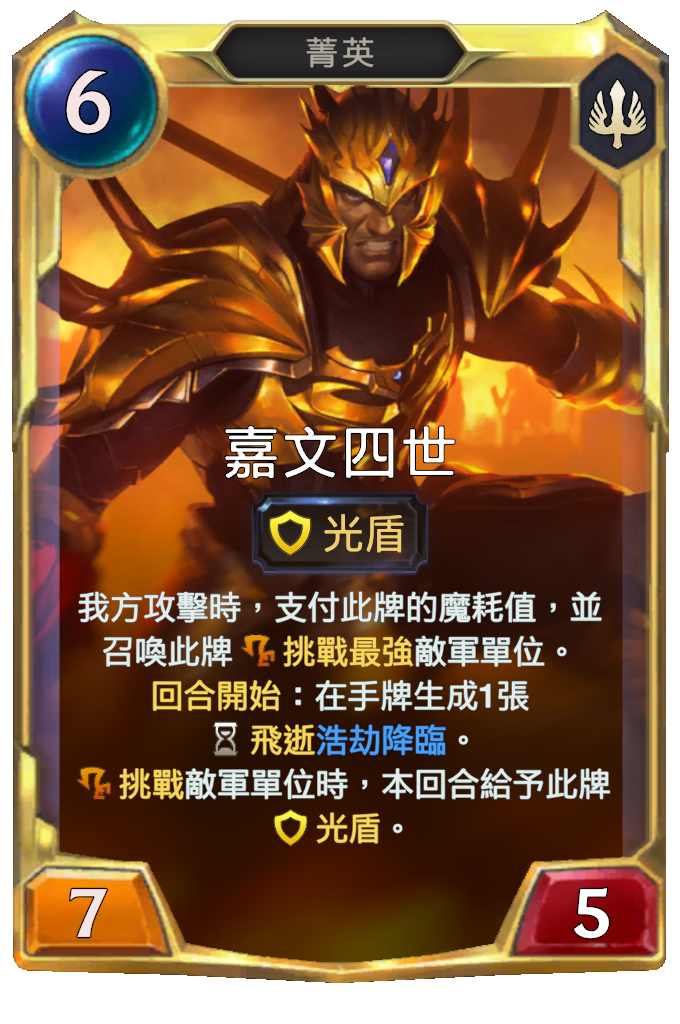 6
菁英
嘉文四世
光盾
我方攻擊時，支付此牌的魔耗值，並
召喚此牌 挑戰最強敵軍單位。
回合開始：在手牌生成1張
飛逝浩劫降臨。
挑戰敵軍單位時，本回合給予此牌
光盾。
7
5